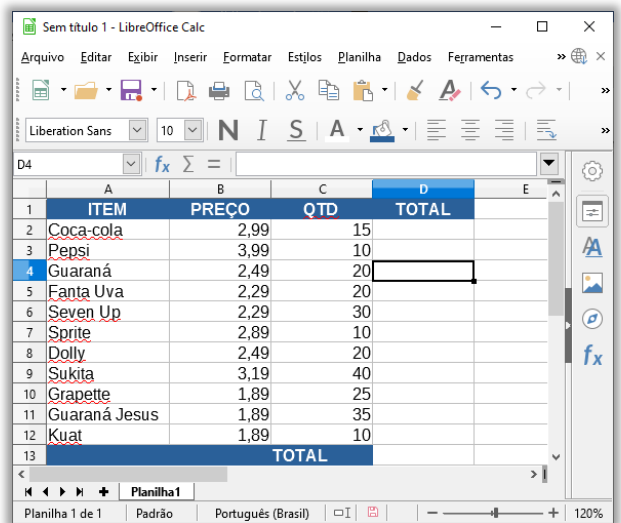 Sem título 1 - LibreOffice Calc
Arquivo Editar Exibir Inserir Formatar Estilos Planilha Dados Ferramentas
Liberation Sans 10 N I S A
D4 fx Σ =
A B C D E
1 ITEM PREÇO QTD TOTAL
2 Coca-cola 2,99 15
3 Pepsi 3,99 10
4 Guaraná 2,49 20
5 Fanta Uva 2,29 20
6 Seven Up 2,29 30
7 Sprite 2,89 10
8 Dolly 2,49 20
9 Sukita 3,19 40
10 Grapette 1,89 25
11 Guaraná Jesus 1,89 35
12 Kuat 1,89 10
13 TOTAL
Planilha1
Planilha 1 de 1 Padrão Português (Brasil) 120%